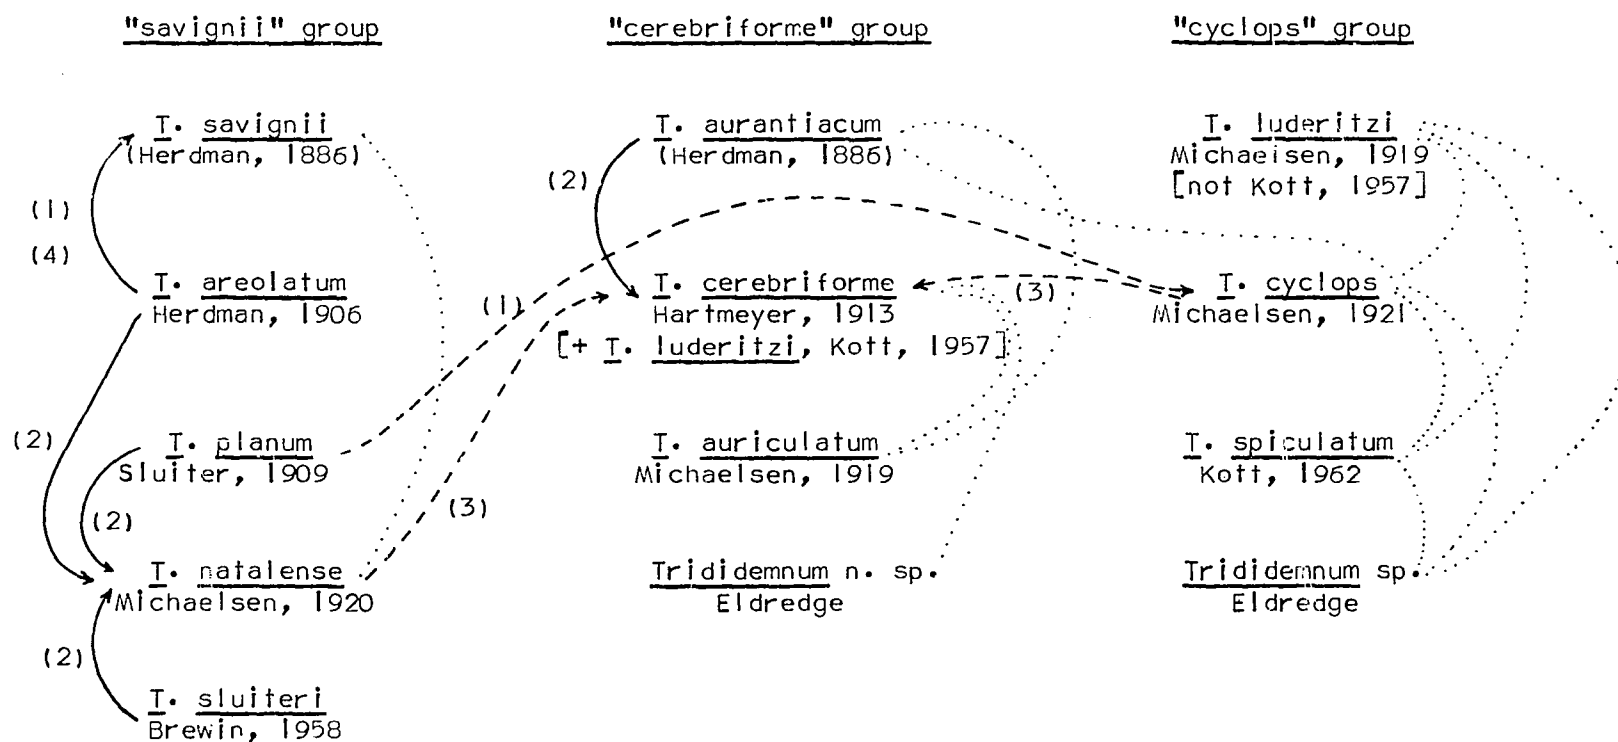 "savignii" group
"cerebriforme" group
"cyclops" group
T. savignii
(Herdman, 1886)
(1)
(4)
T. areolatum
Herdman, 1906
(2)
T. planum
Sluiter, 1909
(2)
T. natalense
Michaelsen, 1920
(2)
T. sluiteri
Brewin, 1958
T. aurantiacum
(Herdman, 1886)
(2)
(1)
T. cerebriforme
Hartmeyer, 1913
[+ T. luderitzi, Kott, 1957]
(3)
(3)
T. auriculatum
Michaelsen, 1919
Trididemnum n. sp.
Eldredge
T. luderitzi
Michaeisen, 1919
[not Kott, 1957]
T. cyclops
Michaelsen, 1921
T. spiculatum
Kott, 1962
Trididemnum sp.
Eldredge